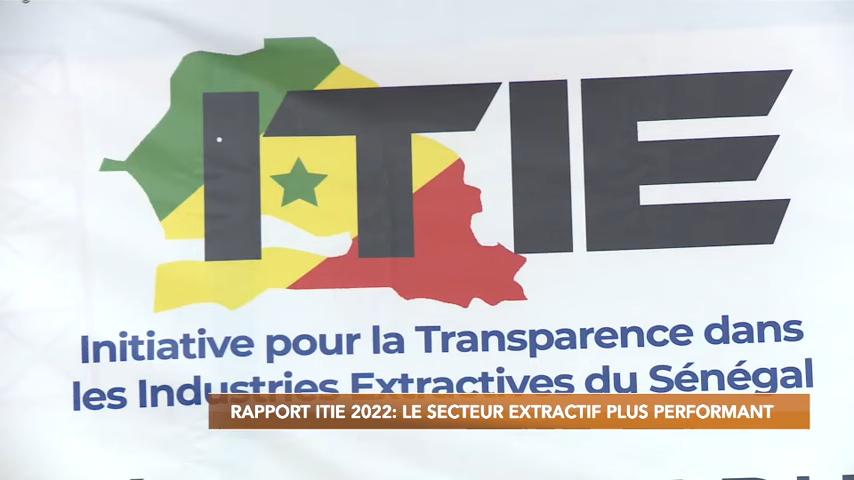 ITIE
Initiative pour la Transparence dans
les Industries Extractives du Sénégal
RAPPORT ITIE 2022: LE SECTEUR EXTRACTIF PLUS PERFORMANT